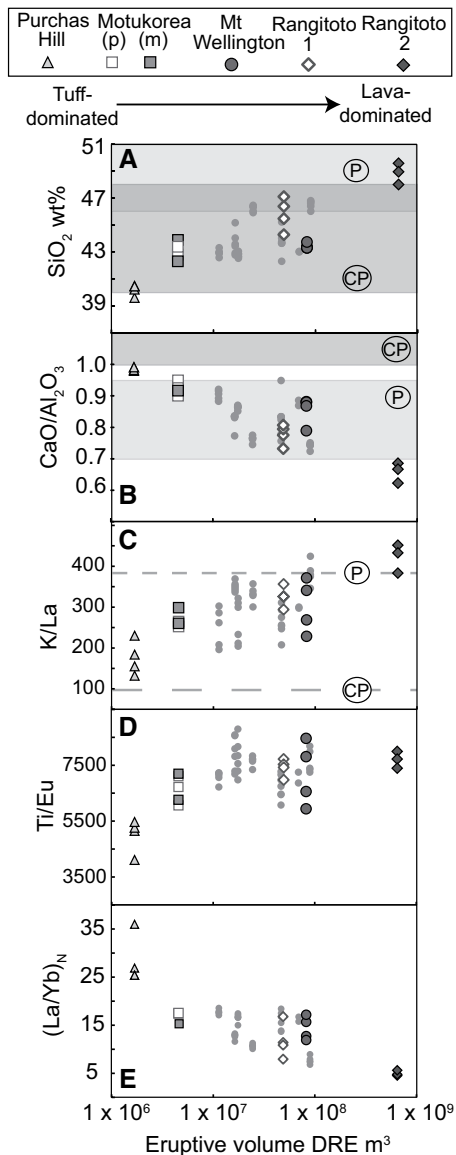 Purchas Hill
Motukorea (p) (m)
Mt Wellington
Rangitoto 1
Rangitoto 2
Tuff-dominated
Lava-dominated
A
SiO2 wt%
51
47
43
39
P
CP
B
CaO/Al2O3
1.0
0.9
0.8
0.7
0.6
CP
P
C
K/La
400
300
200
100
P
CP
D
Ti/Eu
7500
5500
3500
E
(La/Yb)N
35
25
15
5
1 x 10^6 1 x 10^7 1 x 10^8 1 x 10^9
Eruptive volume DRE m^3